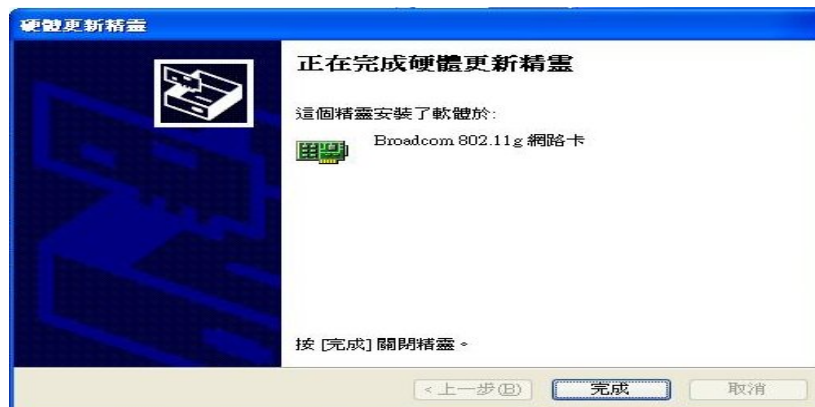 硬體更新精靈
正在完成硬體更新精靈
這個精靈安裝了軟體於:
Broadcom 802.11g 網路卡
按 [完成] 關閉精靈。
< 上一步(B)
完成
取消